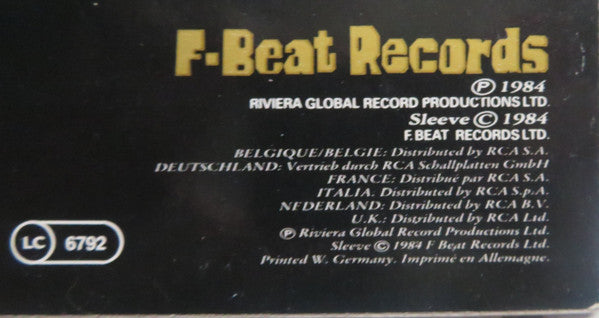 F-Beat Records
Ⓟ 1984
RIVIERA GLOBAL RECORD PRODUCTIONS LTD.
Sleeve © 1984
F. BEAT RECORDS LTD.
BELGIQUE/BELGIE: Distributed by RCA S.A.
DEUTSCHLAND: Vertrieb durch RCA Schallplatten GmbH
FRANCE: Distribué par RCA S.A.
ITALIA. Distributed by RCA S.p.A.
NEDERLAND: Distributed by RCA B.V.
U.K.: Distributed by RCA Ltd.
Ⓟ Riviera Global Record Productions Ltd.
Sleeve © 1984 F Beat Records Ltd.
Printed W. Germany. Imprimé en Allemagne.
LC 6792